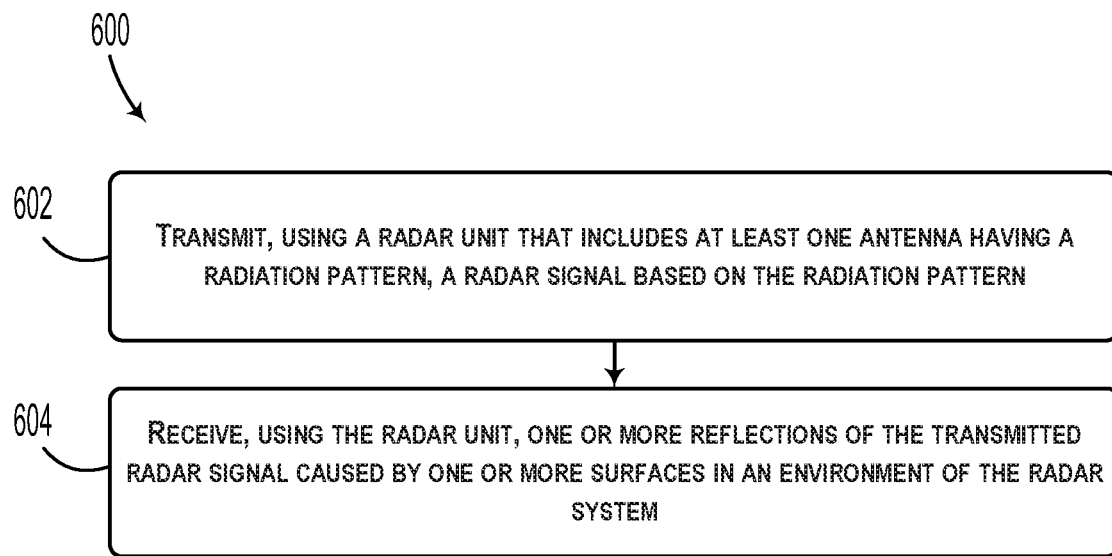 600
602
TRANSMIT, USING A RADAR UNIT THAT INCLUDES AT LEAST ONE ANTENNA HAVING A
RADIATION PATTERN, A RADAR SIGNAL BASED ON THE RADIATION PATTERN
604
RECEIVE, USING THE RADAR UNIT, ONE OR MORE REFLECTIONS OF THE TRANSMITTED
RADAR SIGNAL CAUSED BY ONE OR MORE SURFACES IN AN ENVIRONMENT OF THE RADAR
SYSTEM